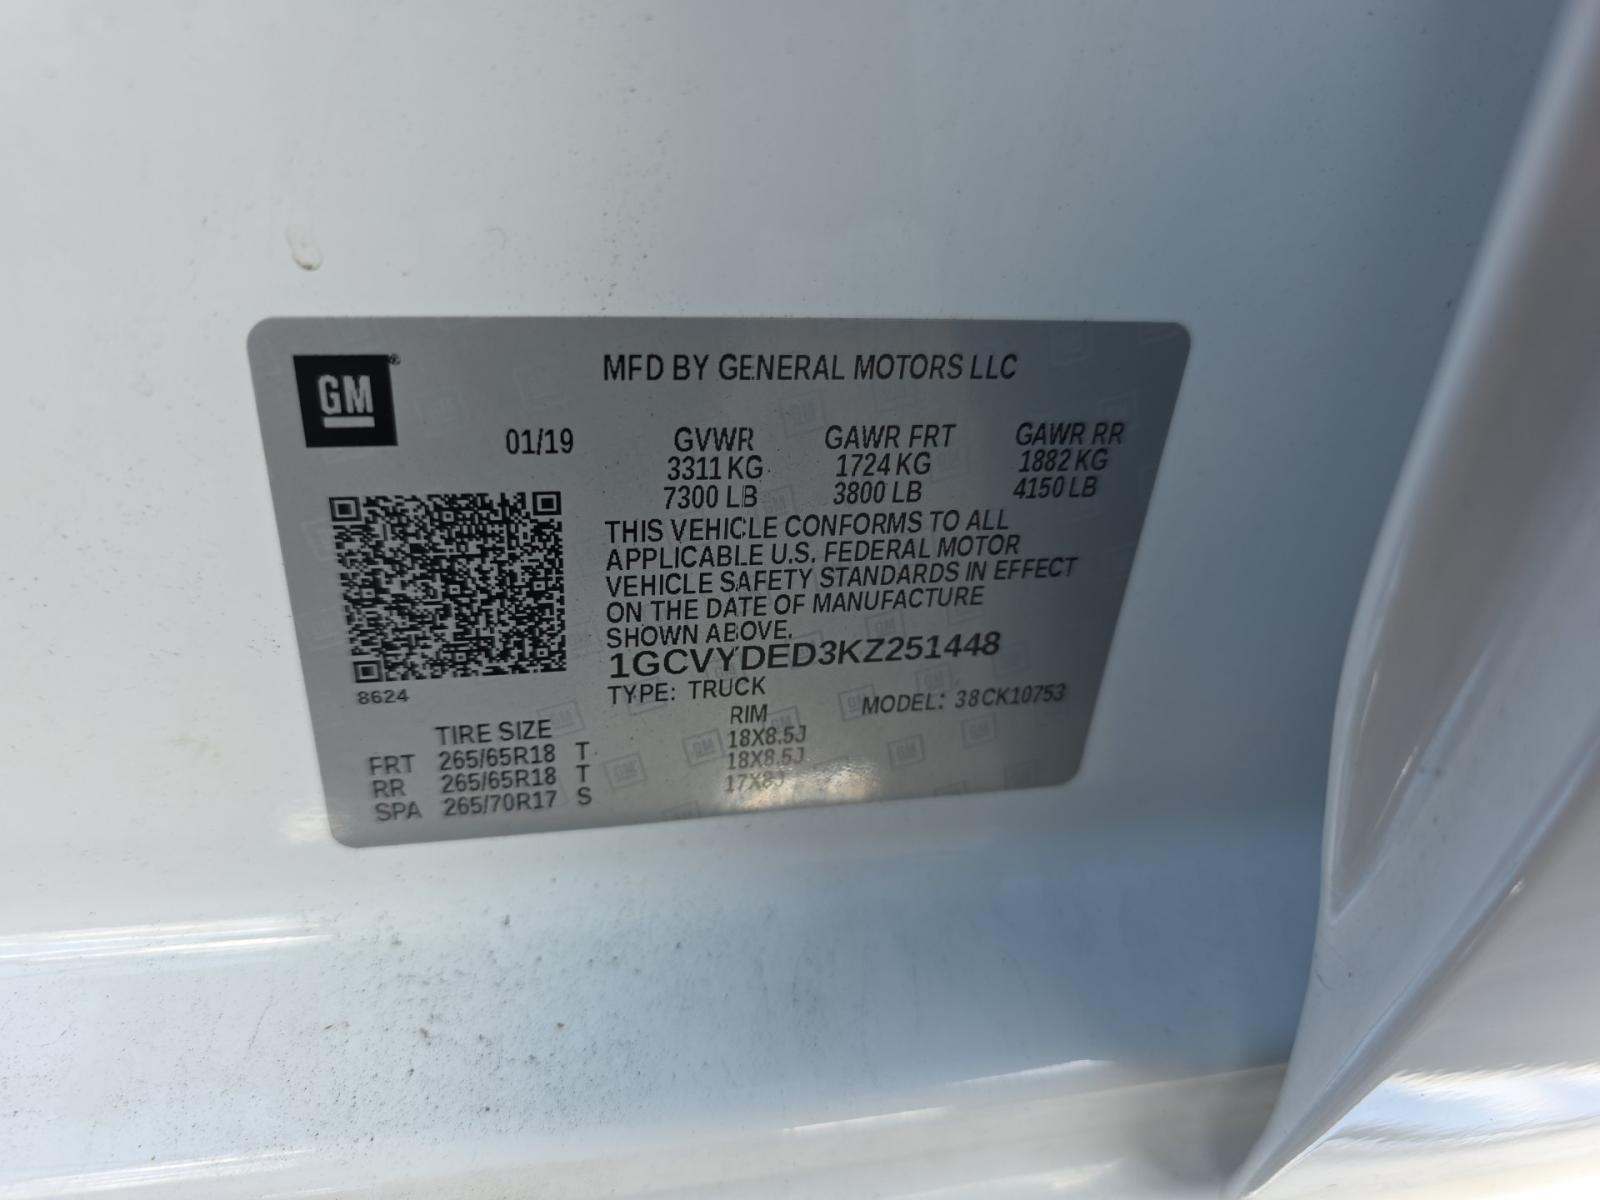 GM®
MFD BY GENERAL MOTORS LLC
01/19 GVWR GAWR FRT GAWR RR
3311 KG 1724 KG 1882 KG
7300 LB 3800 LB 4150 LB
THIS VEHICLE CONFORMS TO ALL
APPLICABLE U.S. FEDERAL MOTOR
VEHICLE SAFETY STANDARDS IN EFFECT
ON THE DATE OF MANUFACTURE
SHOWN ABOVE.
1GCVYDED3KZ251448
8624
TYPE: TRUCK MODEL: 38CK10753
TIRE SIZE RIM
FRT 265/65R18 T 18X8.5J
RR 265/65R18 T 18X8.5J
SPA 265/70R17 S 17X8J